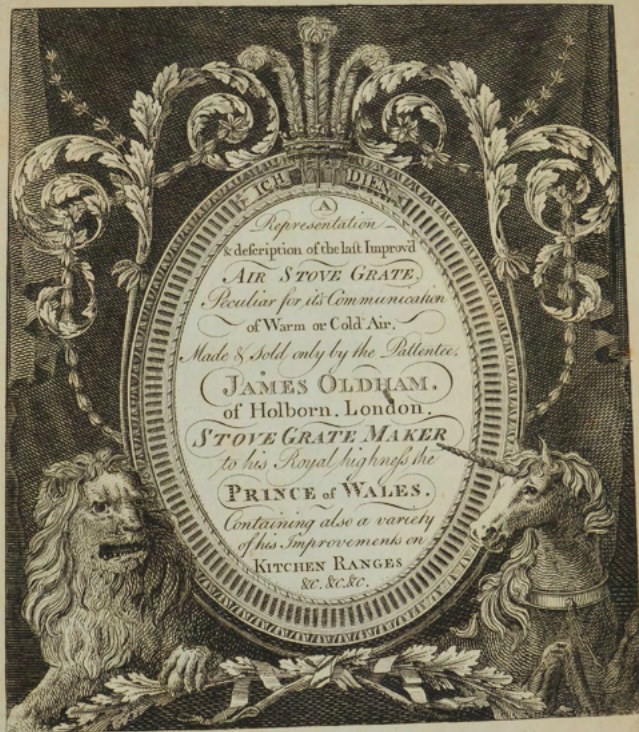 ICH DIEN
A
Representation
& description of the last Improv'd
AIR STOVE GRATE,
Peculiar for it's Communication
of Warm or Cold Air.
Made & Sold only by the Pattentee,
JAMES OLDHAM,
of Holborn. London.
STOVE GRATE MAKER
to his Royal highneſs the
PRINCE of WALES.
Containing also a variety
of his Improvements on
KITCHEN RANGES
&c. &c. &c.